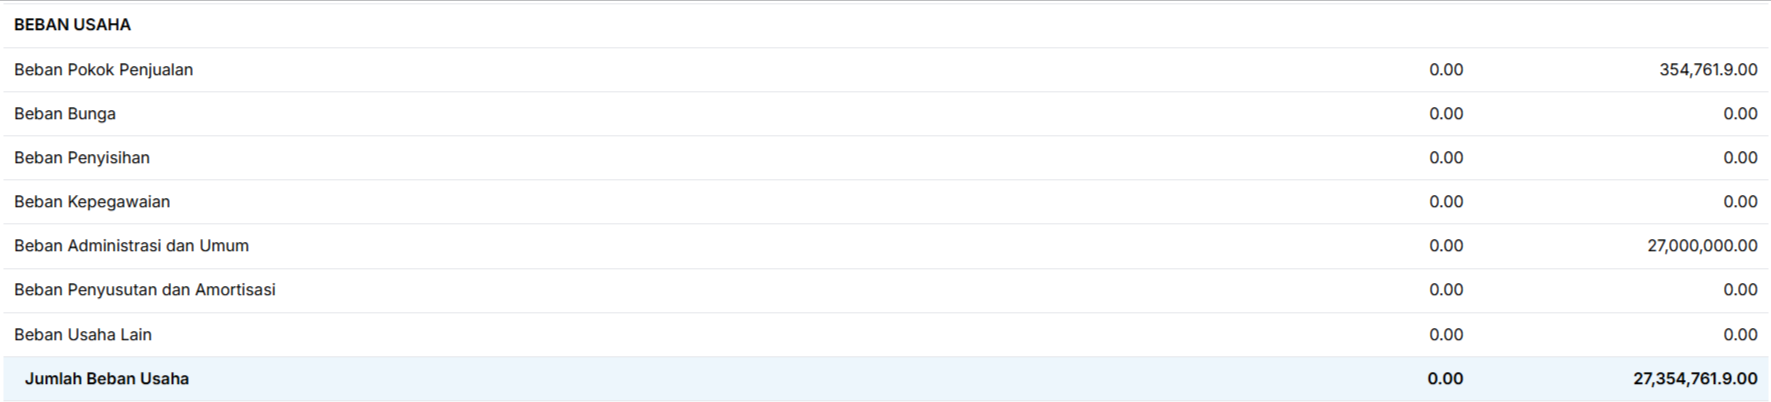 BEBAN USAHA
Beban Pokok Penjualan 0.00 354,761.9.00
Beban Bunga 0.00 0.00
Beban Penyisihan 0.00 0.00
Beban Kepegawaian 0.00 0.00
Beban Administrasi dan Umum 0.00 27,000,000.00
Beban Penyusutan dan Amortisasi 0.00 0.00
Beban Usaha Lain 0.00 0.00
Jumlah Beban Usaha 0.00 27,354,761.9.00